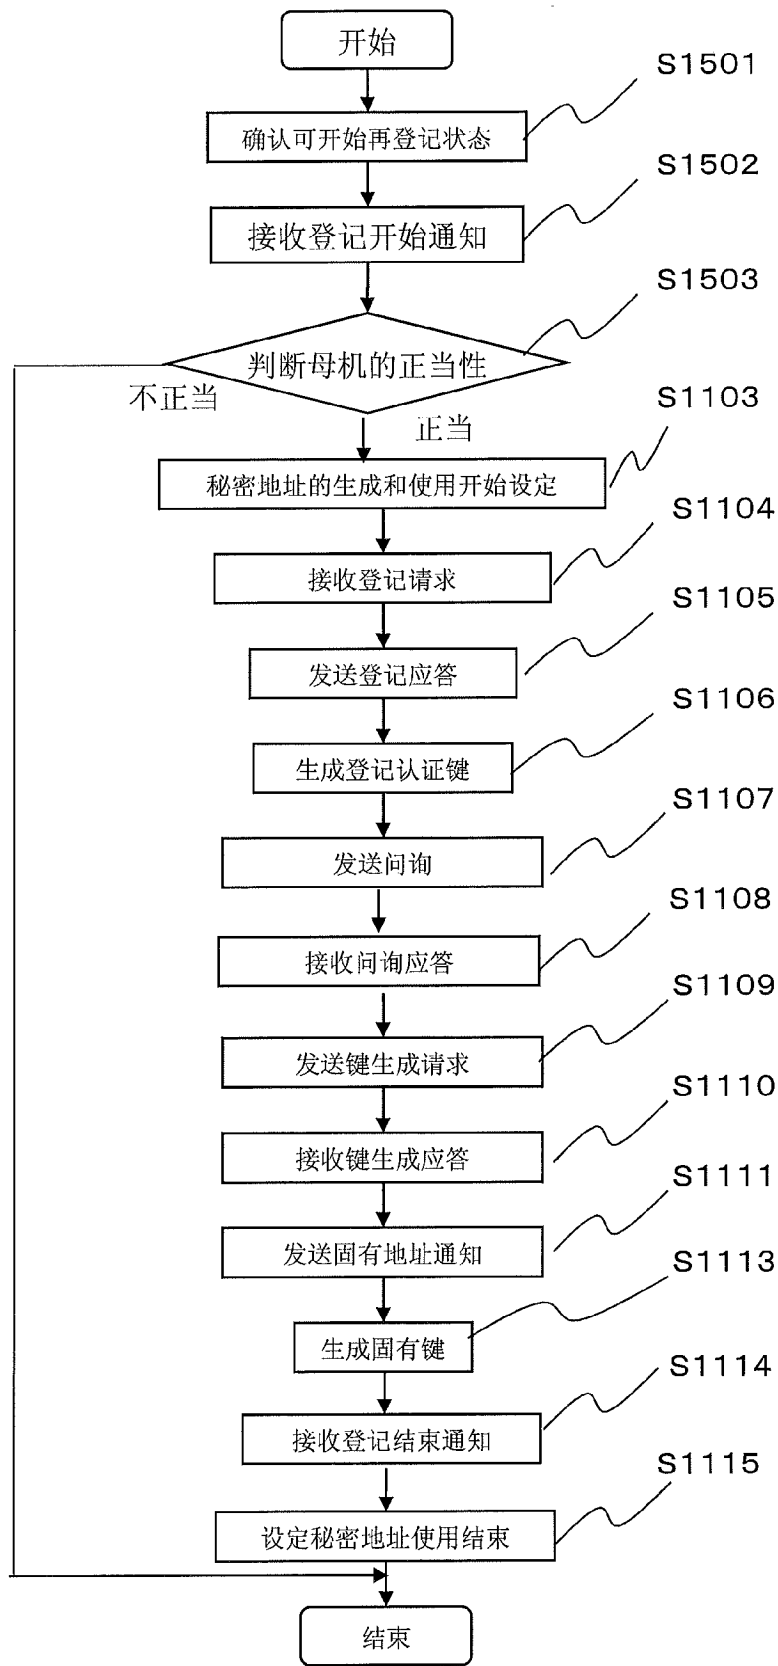 开始
S1501
确认可开始再登记状态
S1502
接收登记开始通知
S1503
判断母机的正当性
不正当
正当
S1103
秘密地址的生成和使用开始设定
S1104
接收登记请求
S1105
发送登记应答
S1106
生成登记认证键
S1107
发送问询
S1108
接收问询应答
S1109
发送键生成请求
S1110
接收键生成应答
S1111
发送固有地址通知
S1113
生成固有键
S1114
接收登记结束通知
S1115
设定秘密地址使用结束
结束